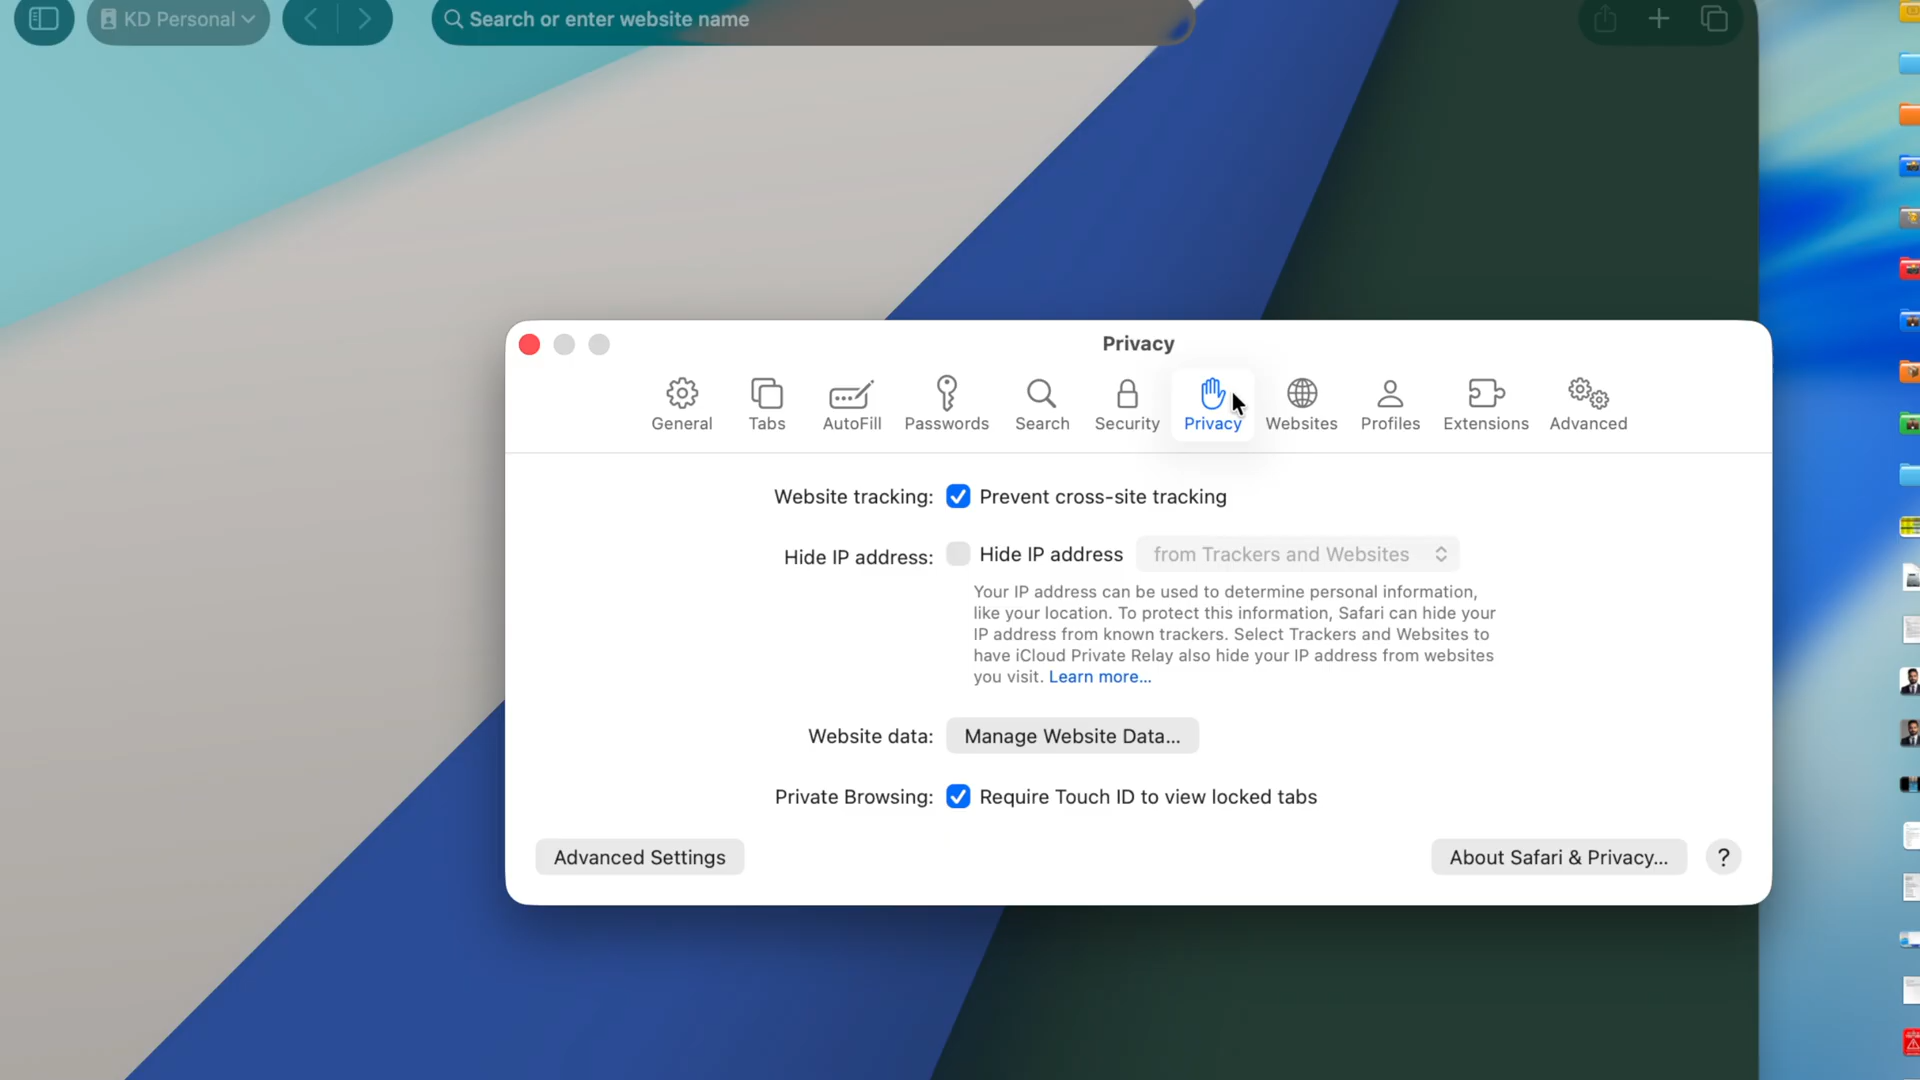 KD Personal
Search or enter website name
Privacy
General Tabs AutoFill Passwords Search Security Privacy Websites Profiles Extensions Advanced
Website tracking: Prevent cross-site tracking
Hide IP address: Hide IP address from Trackers and Websites
Your IP address can be used to determine personal information,
like your location. To protect this information, Safari can hide your
IP address from known trackers. Select Trackers and Websites to
have iCloud Private Relay also hide your IP address from websites
you visit. Learn more...
Website data: Manage Website Data...
Private Browsing: Require Touch ID to view locked tabs
Advanced Settings About Safari & Privacy... ?